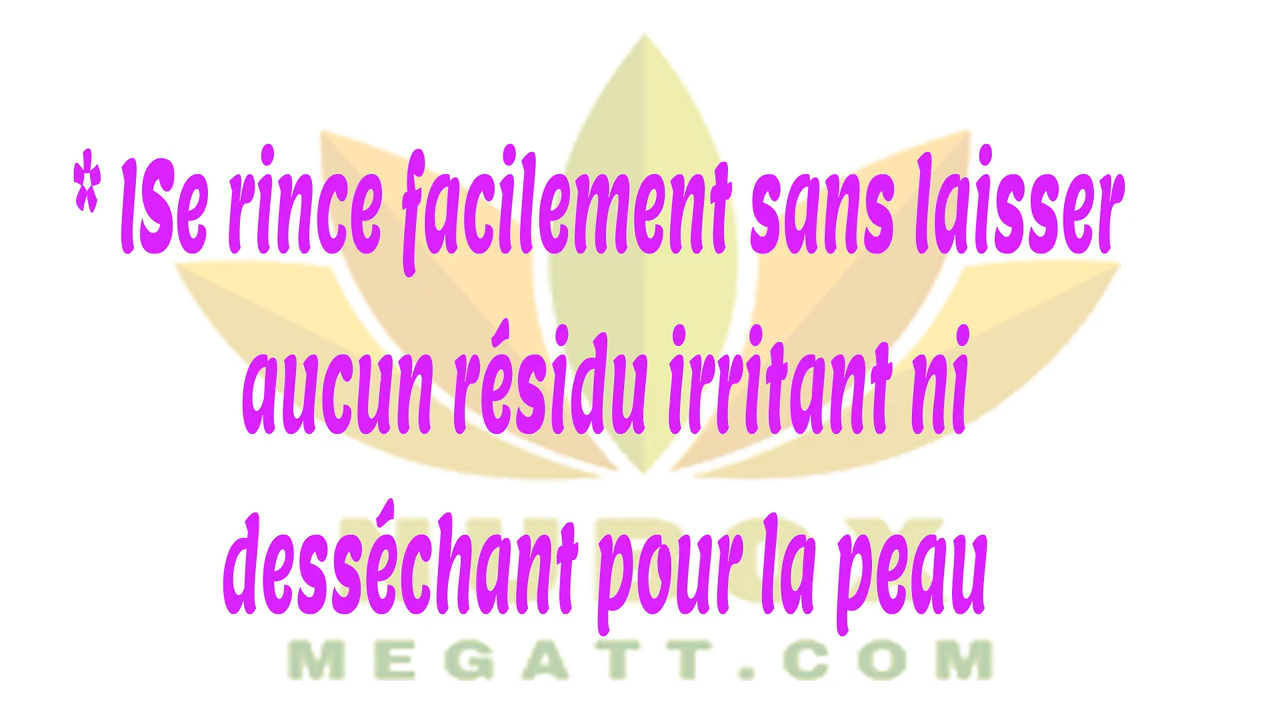 * ISe rince facilement sans laisser
aucun résidu irritant ni
desséchant pour la peau
MEGATT.COM